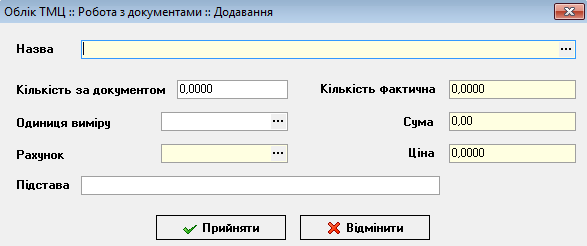 Облік ТМЦ :: Робота з документами :: Додавання
Назва ...
Кількість за документом 0,0000 Кількість фактична 0,0000
Одиниця виміру ... Сума 0,00
Рахунок ... Ціна 0,0000
Підстава
Прийняти Відмінити